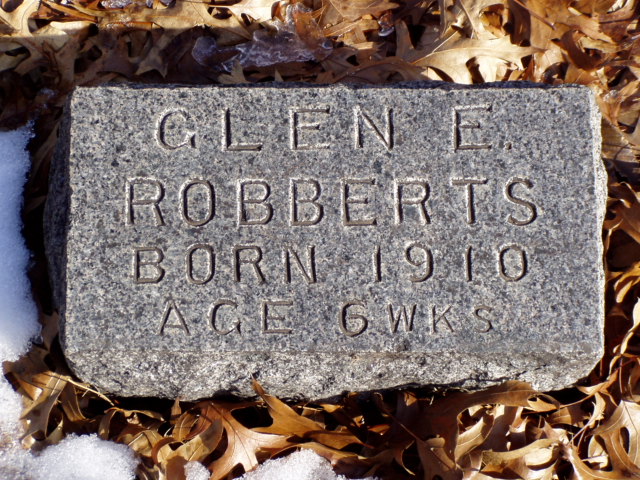 GLEN E.
ROBBERTS
BORN 1910
AGE 6 WKS